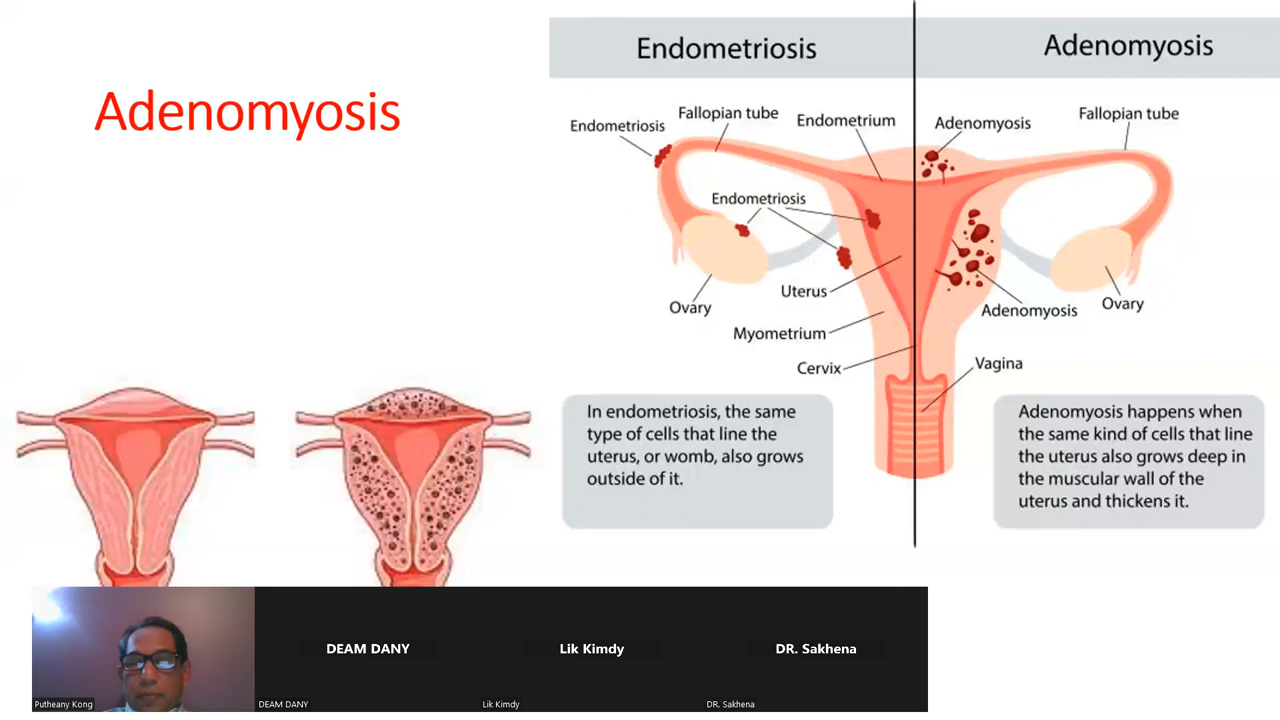 Adenomyosis
Endometriosis
Adenomyosis
Endometriosis
Fallopian tube
Endometrium
Adenomyosis
Fallopian tube
Endometriosis
Ovary
Uterus
Myometrium
Cervix
Adenomyosis
Ovary
Vagina
In endometriosis, the same
type of cells that line the
uterus, or womb, also grows
outside of it.
Adenomyosis happens when
the same kind of cells that line
the uterus also grows deep in
the muscular wall of the
uterus and thickens it.
DEAM DANY
Lik Kimdy
DR. Sakhena
Putheany Kong
DEAM DANY
Lik Kimdy
DR. Sakhena